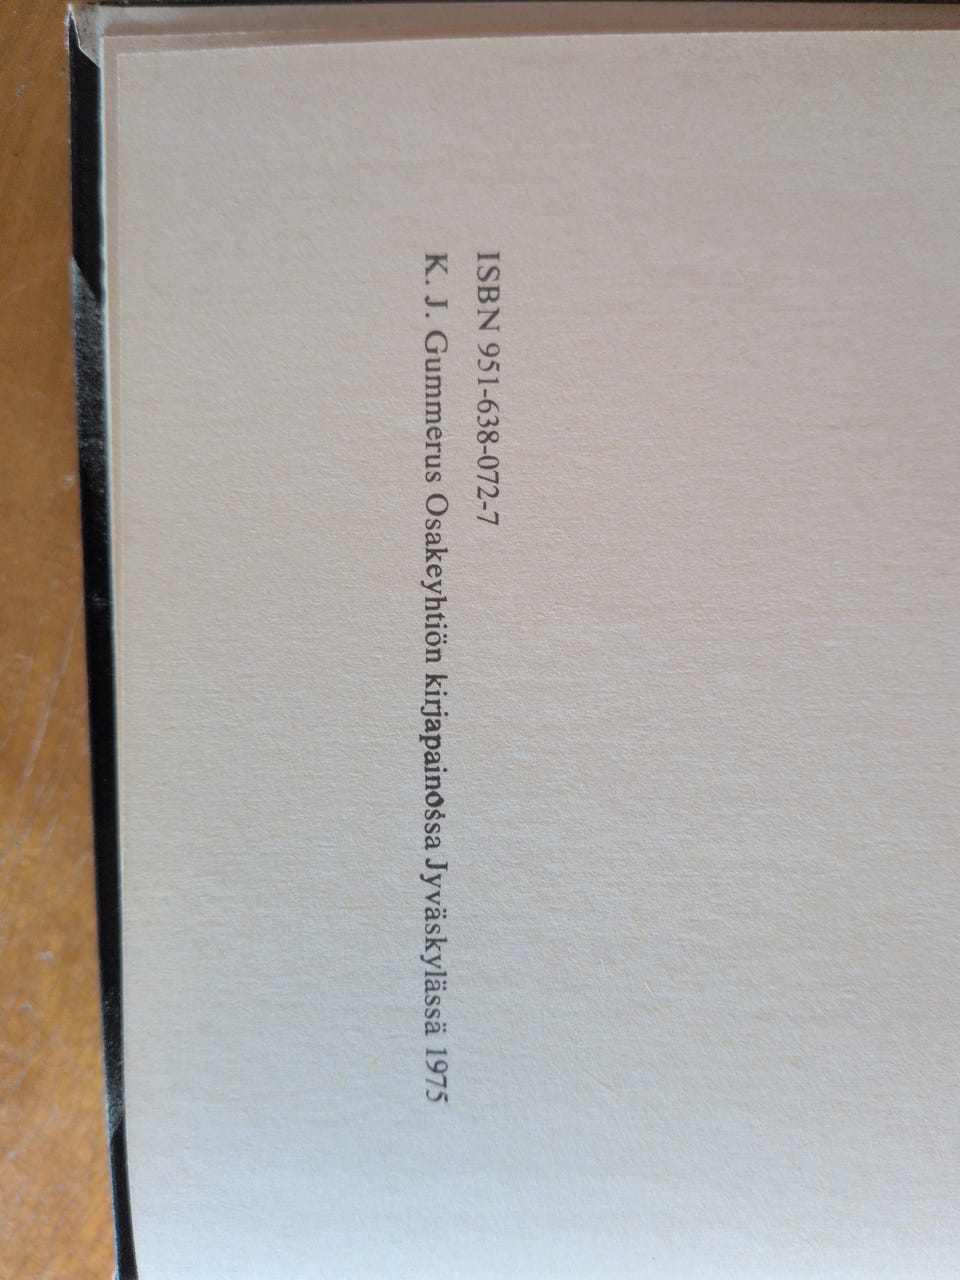 ISBN 951-638-072-7
K. J. Gummerus Osakeyhtiön kirjapainossa Jyväskylässä 1975